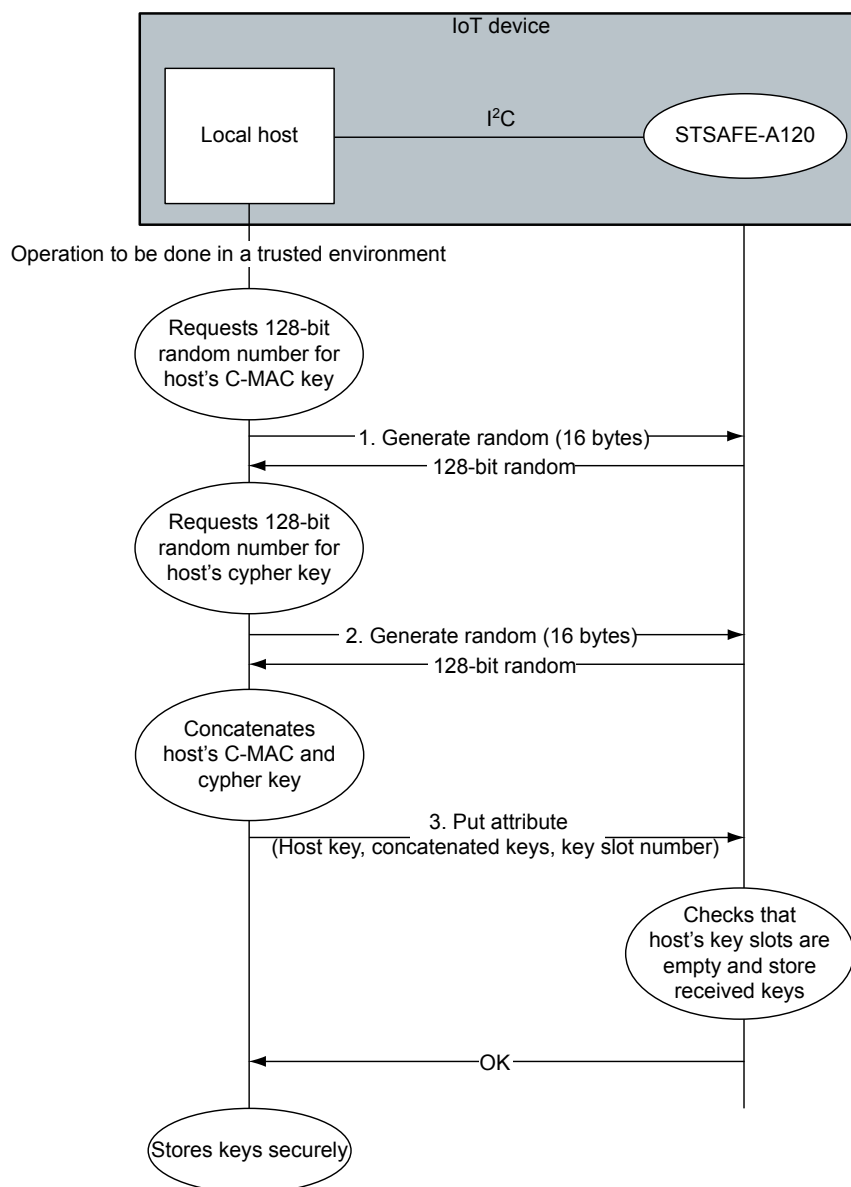 IoT device
Local host
I²C
STSAFE-A120
Operation to be done in a trusted environment
Requests 128-bit
random number for
host's C-MAC key
1. Generate random (16 bytes)
128-bit random
Requests 128-bit
random number for
host's cypher key
2. Generate random (16 bytes)
128-bit random
Concatenates
host's C-MAC and
cypher key
3. Put attribute
(Host key, concatenated keys, key slot number)
Checks that
host's key slots are
empty and store
received keys
OK
Stores keys securely